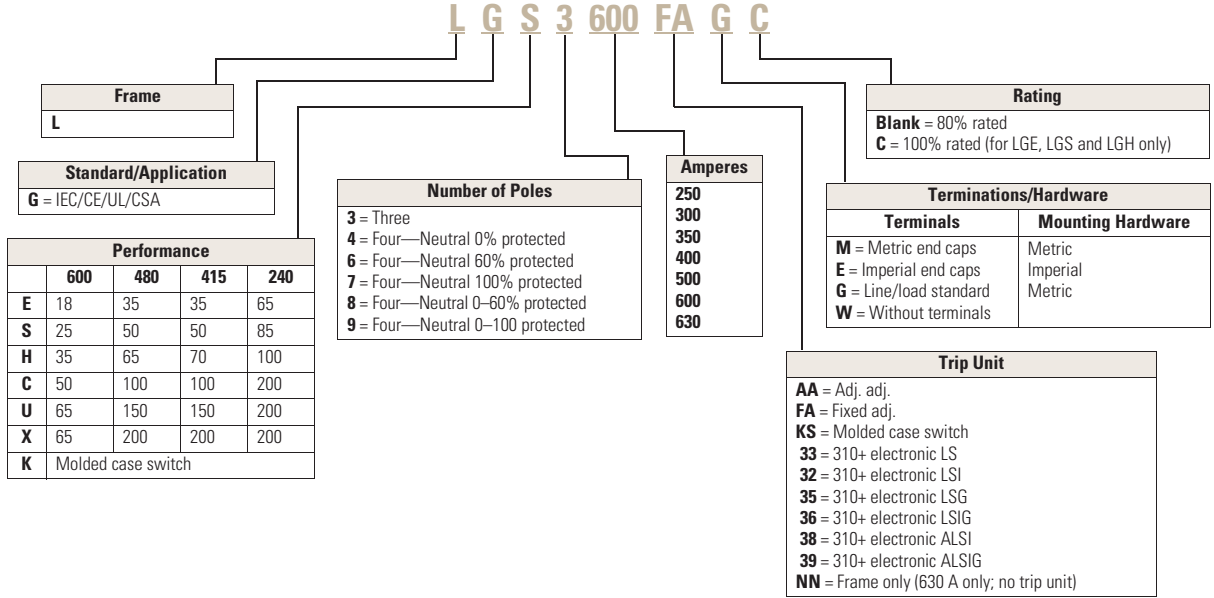 L G S 3 600 FA G C
Frame
L
Standard/Application
G = IEC/CE/UL/CSA
Performance
600 480 415 240
E 18 35 35 65
S 25 50 50 85
H 35 65 70 100
C 50 100 100 200
U 65 150 150 200
X 65 200 200 200
K Molded case switch
Number of Poles
3 = Three
4 = Four—Neutral 0% protected
6 = Four—Neutral 60% protected
7 = Four—Neutral 100% protected
8 = Four—Neutral 0–60% protected
9 = Four—Neutral 0–100 protected
Amperes
250
300
350
400
500
600
630
Rating
Blank = 80% rated
C = 100% rated (for LGE, LGS and LGH only)
Terminations/Hardware
Terminals Mounting Hardware
M = Metric end caps Metric
E = Imperial end caps Imperial
G = Line/load standard Metric
W = Without terminals
Trip Unit
AA = Adj. adj.
FA = Fixed adj.
KS = Molded case switch
33 = 310+ electronic LS
32 = 310+ electronic LSI
35 = 310+ electronic LSG
36 = 310+ electronic LSIG
38 = 310+ electronic ALSI
39 = 310+ electronic ALSIG
NN = Frame only (630 A only; no trip unit)